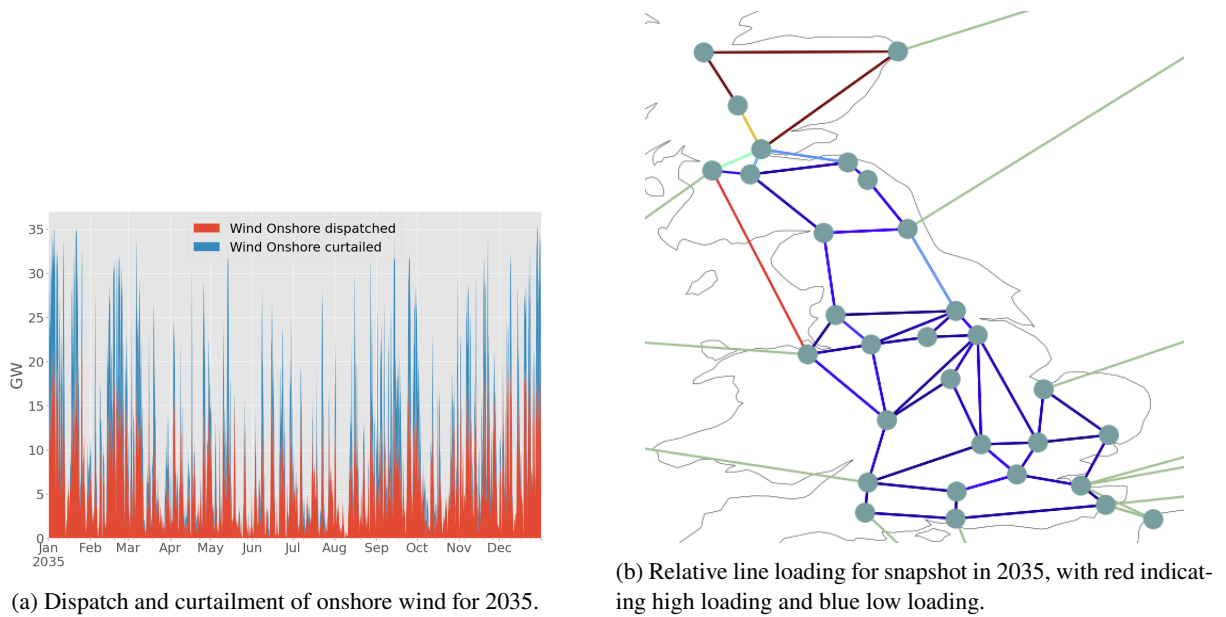 Wind Onshore dispatched
Wind Onshore curtailed
GW
35
30
25
20
15
10
5
0
Jan Feb Mar Apr May Jun Jul Aug Sep Oct Nov Dec
2035
(a) Dispatch and curtailment of onshore wind for 2035.
(b) Relative line loading for snapshot in 2035, with red indicat-
ing high loading and blue low loading.